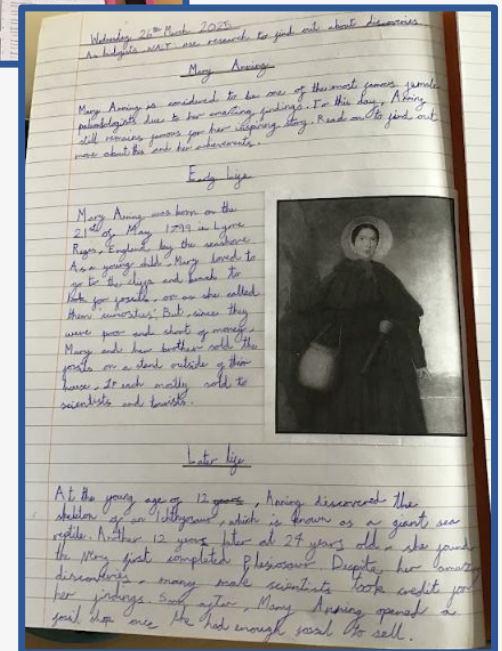 Wednesday 26th March 2025
As historians, WALT: use research to find out about discoveries.
Mary Anning
Mary Anning is considered to be one of the most famous female
paleontologists due to her amazing findings. To this day, Anning
still remains famous for her inspiring story. Read on to find out
more about this and her achievements.
Early life
Mary Anning was born on the
21st of May 1799 in Lyme
Regis, England, by the seashore.
As a young child, Mary loved to
go to the cliffs and beach to
look for fossils, or as she called
them 'curiosities'. But, since they
were poor and short of money,
Mary and her brother sold the
fossils on a stand outside of their
house. It each mostly sold to
scientists and tourists.
Later life
At the young age of 12 years, Anning discovered the
skeleton of an Ichthyosaur, which is known as a giant sea
reptile. Another 12 years later at 24 years old, she found
the very first completed Plesiosaur. Despite her amazing
discoveries, many male scientists took credit for
her findings. Soon after, Mary Anning opened a
fossil shop once she had enough fossil to sell.